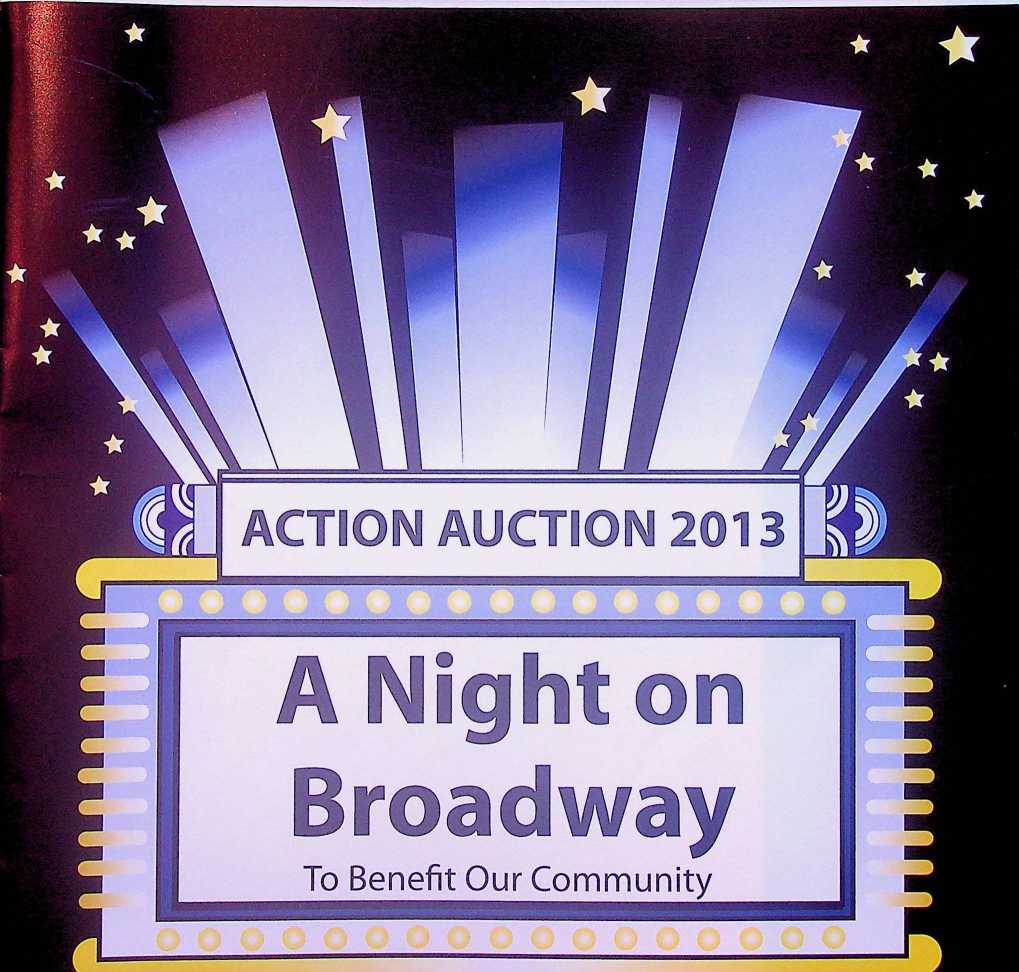 ACTION AUCTION 2013
A Night on
Broadway
To Benefit Our Community